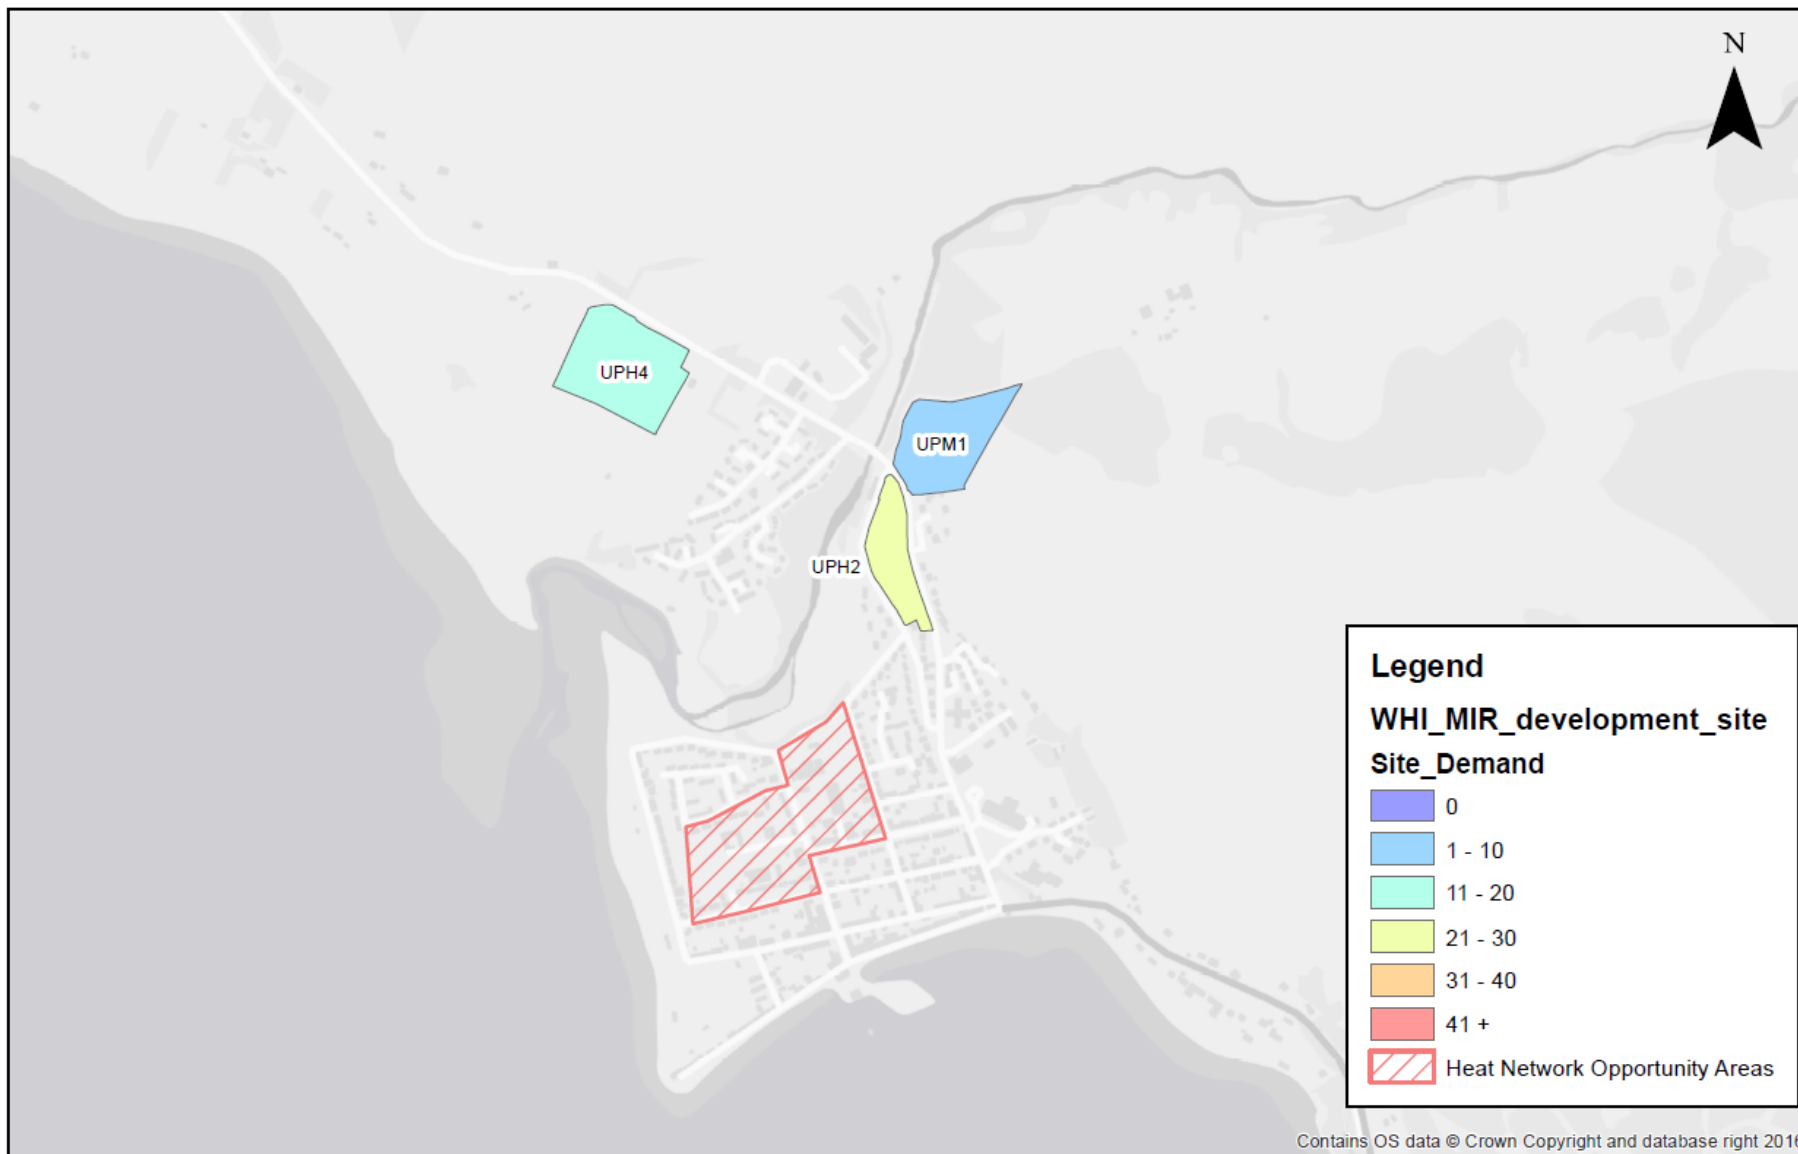 N
UPH4
UPM1
UPH2
Legend
WHI_MIR_development_site
Site_Demand
0
1 - 10
11 - 20
21 - 30
31 - 40
41 +
Heat Network Opportunity Areas
Contains OS data © Crown Copyright and database right 2016